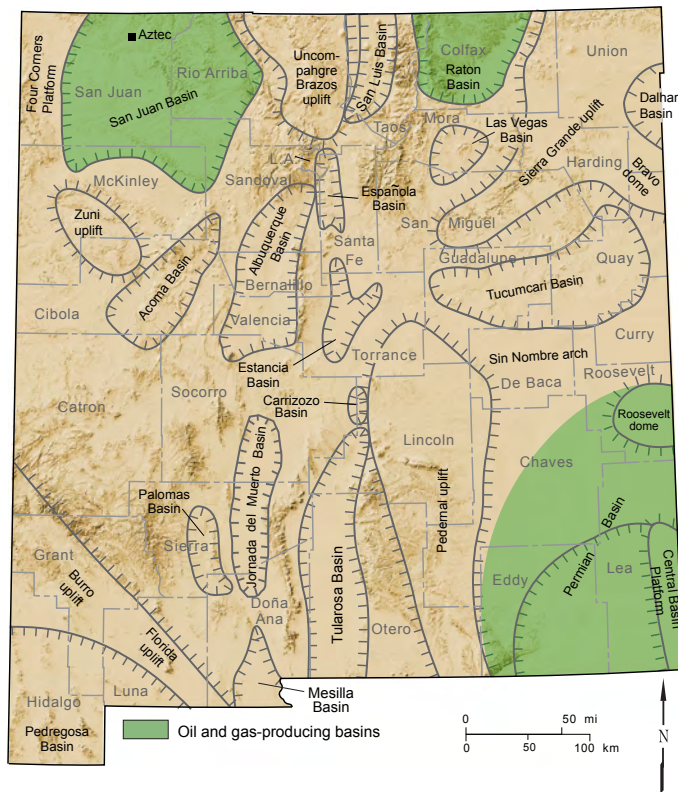 Aztec
Four Corners
Platform
San Juan
Rio Arriba
San Juan Basin
Uncom-
pahgre
Brazos
uplift
San Luis Basin
Taos
Colfax
Raton
Basin
Union
Mora
Las Vegas
Basin
Sierra Grande uplift
Dalhart
Basin
Harding
Bravo
dome
L.A.
McKinley
Sandoval
Española
Basin
Zuni
uplift
Albuquerque
Basin
Santa
Fe
San
Miguel
Guadalupe
Quay
Acoma Basin
Bernalillo
Tucumcari Basin
Cibola
Valencia
Curry
Torrance
Estancia
Basin
Sin Nombre arch
De Baca
Roosevelt
Carrizozo
Basin
Roosevelt
dome
Socorro
Catron
Lincoln
Chaves
Jornada del Muerto Basin
Pedernal uplift
Palomas
Basin
Sierra
Permian
Basin
Grant
Burro
uplift
Eddy
Lea
Central Basin
Platform
Tularosa Basin
Doña
Ana
Otero
Florida
uplift
Luna
Mesilla
Basin
Hidalgo
Pedregosa
Basin
Oil and gas-producing basins
0 50 mi
0 50 100 km
N